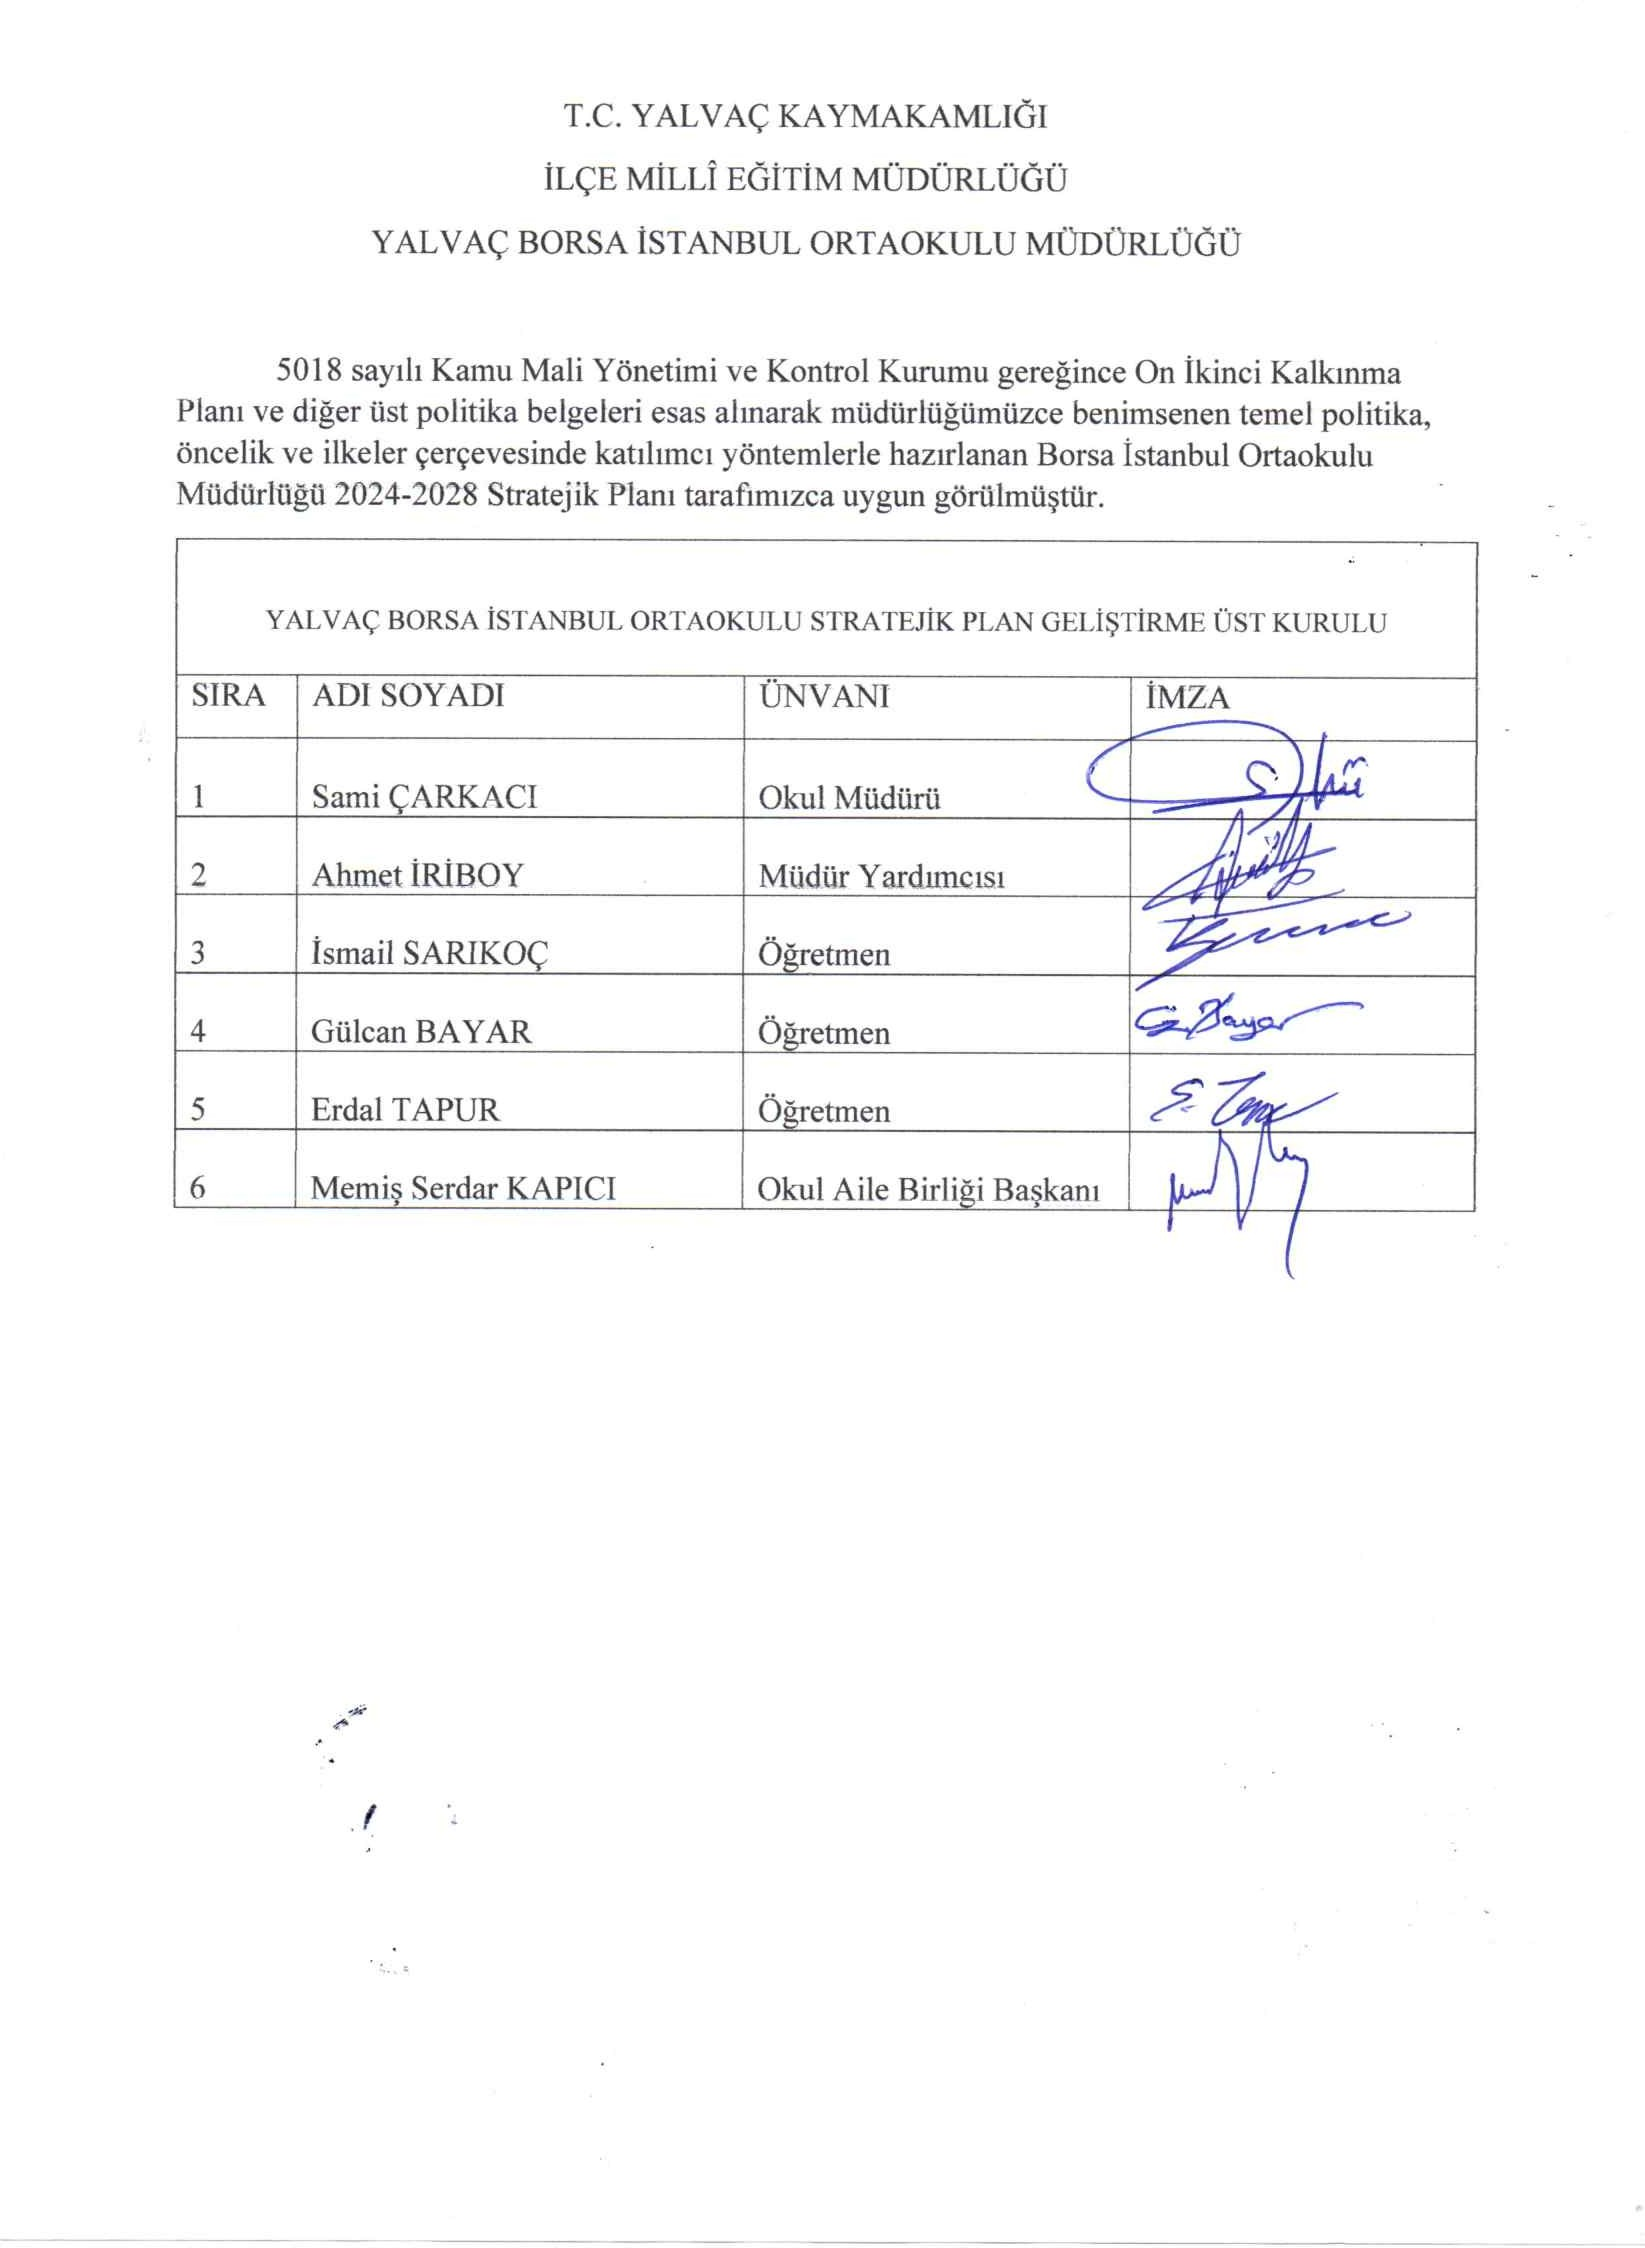 T.C. YALVAÇ KAYMAKAMLIĞI
İLÇE MİLLÎ EĞİTİM MÜDÜRLÜĞÜ
YALVAÇ BORSA İSTANBUL ORTAOKULU MÜDÜRLÜĞÜ
5018 sayılı Kamu Mali Yönetimi ve Kontrol Kurumu gereğince On İkinci Kalkınma
Planı ve diğer üst politika belgeleri esas alınarak müdürlüğümüzce benimsenen temel politika,
öncelik ve ilkeler çerçevesinde katılımcı yöntemlerle hazırlanan Borsa İstanbul Ortaokulu
Müdürlüğü 2024-2028 Stratejik Planı tarafımızca uygun görülmüştür.
YALVAÇ BORSA İSTANBUL ORTAOKULU STRATEJİK PLAN GELİŞTİRME ÜST KURULU
SIRA ADI SOYADI ÜNVANI İMZA
1 Sami ÇARKACI Okul Müdürü
2 Ahmet İRİBOY Müdür Yardımcısı
3 İsmail SARIKOÇ Öğretmen
4 Gülcan BAYAR Öğretmen G. Bayar
5 Erdal TAPUR Öğretmen
6 Memiş Serdar KAPICI Okul Aile Birliği Başkanı